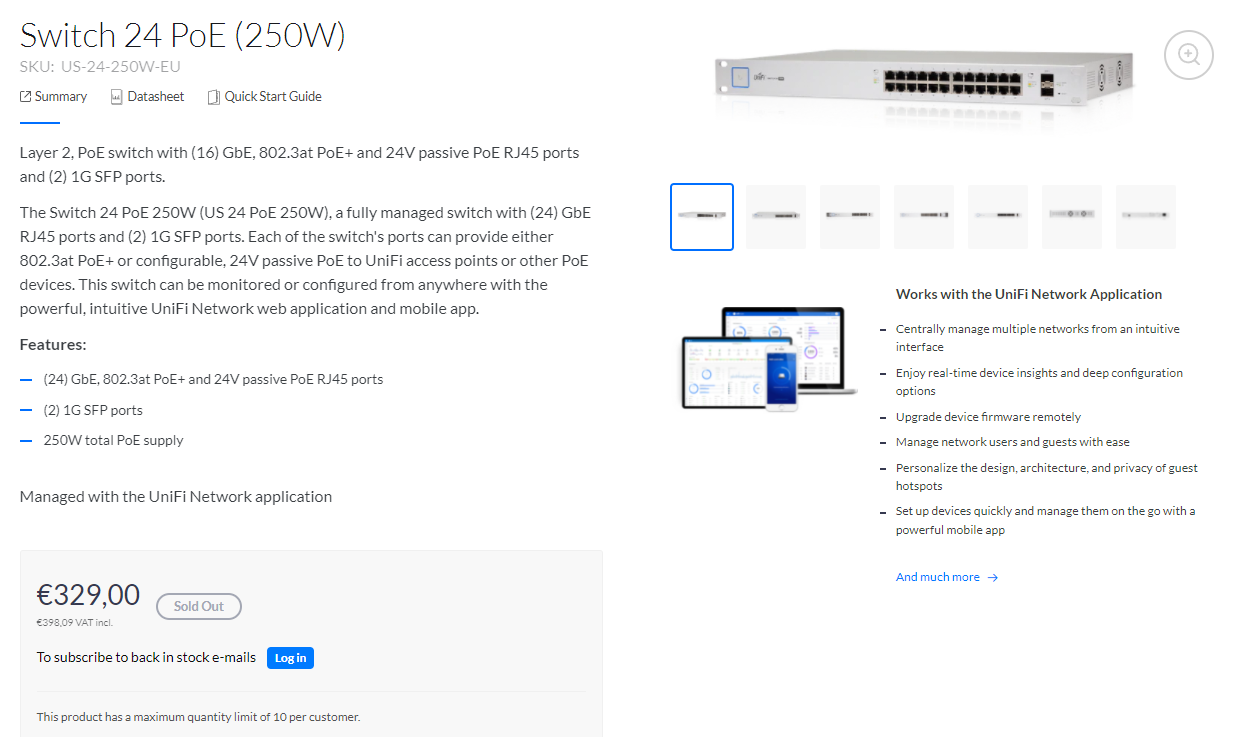 Switch 24 PoE (250W)
SKU: US-24-250W-EU
Summary Datasheet Quick Start Guide
Layer 2, PoE switch with (16) GbE, 802.3at PoE+ and 24V passive PoE RJ45 ports
and (2) 1G SFP ports.
The Switch 24 PoE 250W (US 24 PoE 250W), a fully managed switch with (24) GbE
RJ45 ports and (2) 1G SFP ports. Each of the switch's ports can provide either
802.3at PoE+ or configurable, 24V passive PoE to UniFi access points or other PoE
devices. This switch can be monitored or configured from anywhere with the
powerful, intuitive UniFi Network web application and mobile app.
Features:
(24) GbE, 802.3at PoE+ and 24V passive PoE RJ45 ports
(2) 1G SFP ports
250W total PoE supply
Managed with the UniFi Network application
€329,00
Sold Out
€398,09 VAT incl.
To subscribe to back in stock e-mails Log in
This product has a maximum quantity limit of 10 per customer.
UniFi
Works with the UniFi Network Application
Centrally manage multiple networks from an intuitive
interface
Enjoy real-time device insights and deep configuration
options
Upgrade device firmware remotely
Manage network users and guests with ease
Personalize the design, architecture, and privacy of guest
hotspots
Set up devices quickly and manage them on the go with a
powerful mobile app
And much more